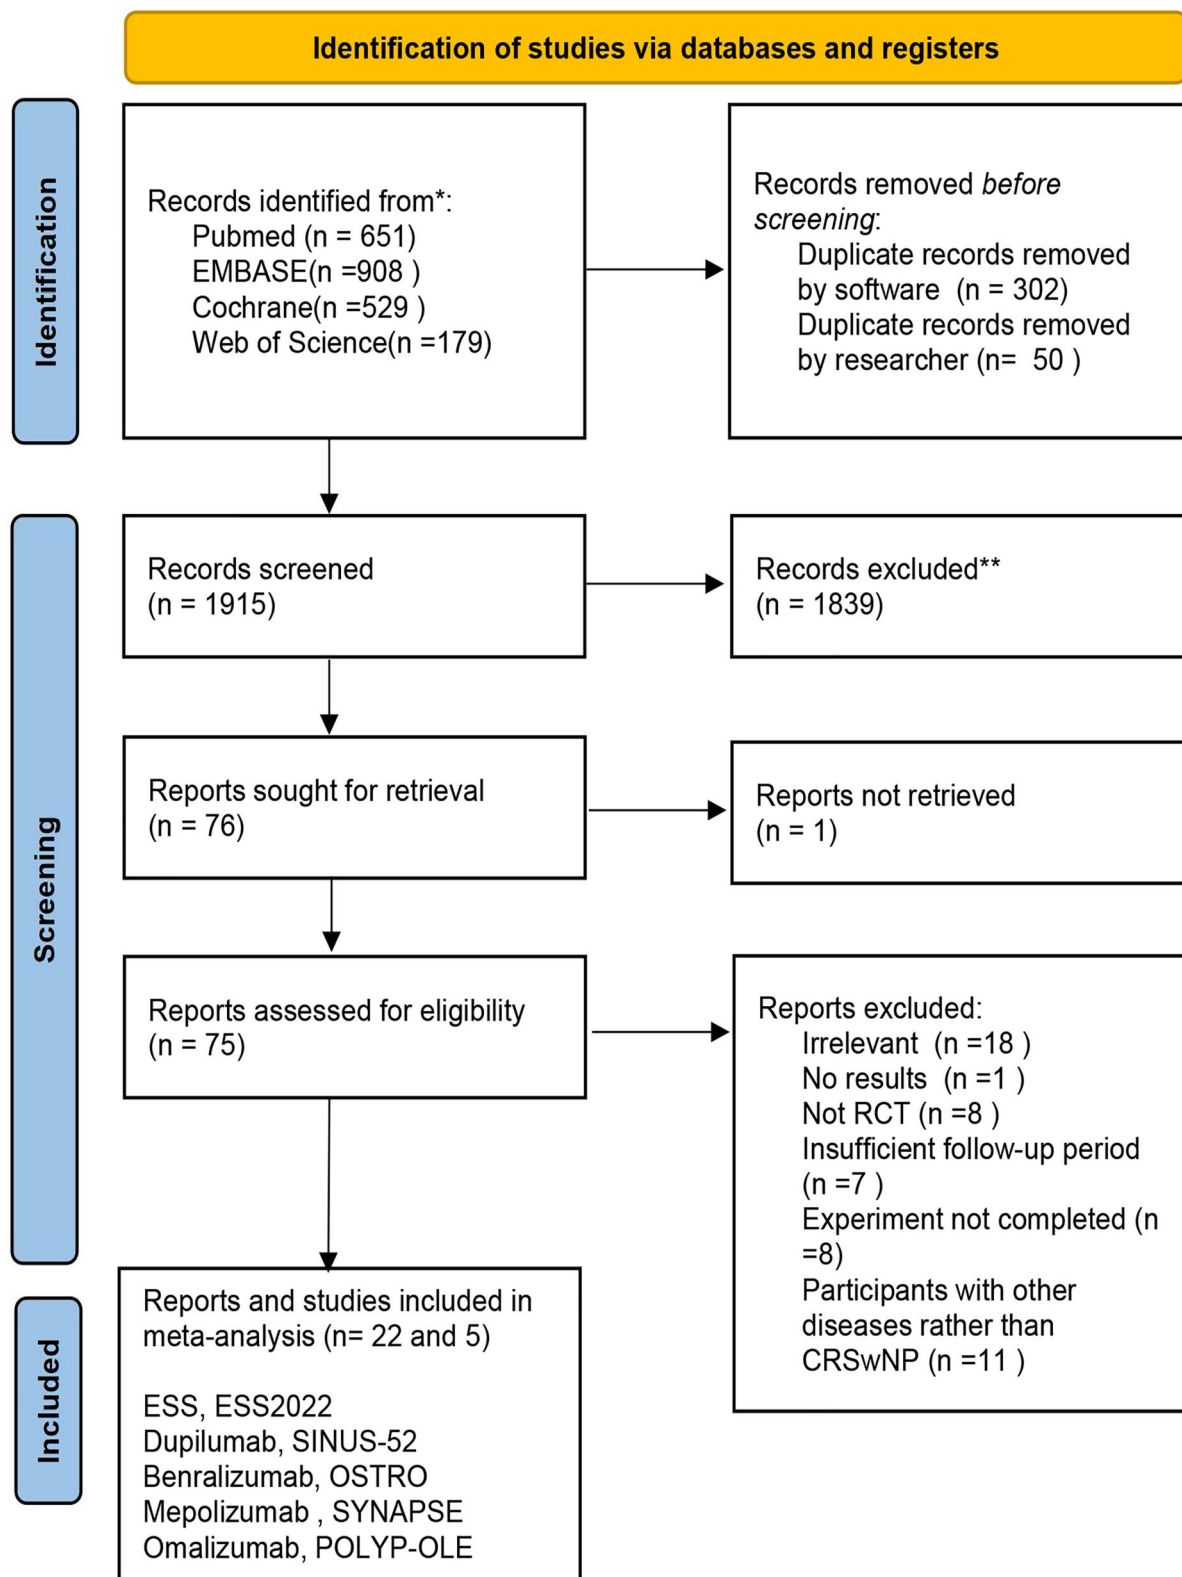 Identification of studies via databases and registers
Identification
Records identified from*:
Pubmed (n = 651)
EMBASE(n =908 )
Cochrane(n =529 )
Web of Science(n =179)
Records removed before
screening:
Duplicate records removed
by software  (n = 302)
Duplicate records removed
by researcher (n=  50 )
Screening
Records screened
(n = 1915)
Records excluded**
(n = 1839)
Reports sought for retrieval
(n = 76)
Reports not retrieved
(n = 1)
Reports assessed for eligibility
(n = 75)
Reports excluded:
Irrelevant  (n =18 )
No results  (n =1 )
Not RCT (n =8 )
Insufficient follow-up period
(n =7 )
Experiment not completed (n
=8)
Participants with other
diseases rather than
CRSwNP (n =11 )
Included
Reports and studies included in
meta-analysis (n= 22 and 5)
ESS, ESS2022
Dupilumab, SINUS-52
Benralizumab, OSTRO
Mepolizumab , SYNAPSE
Omalizumab, POLYP-OLE